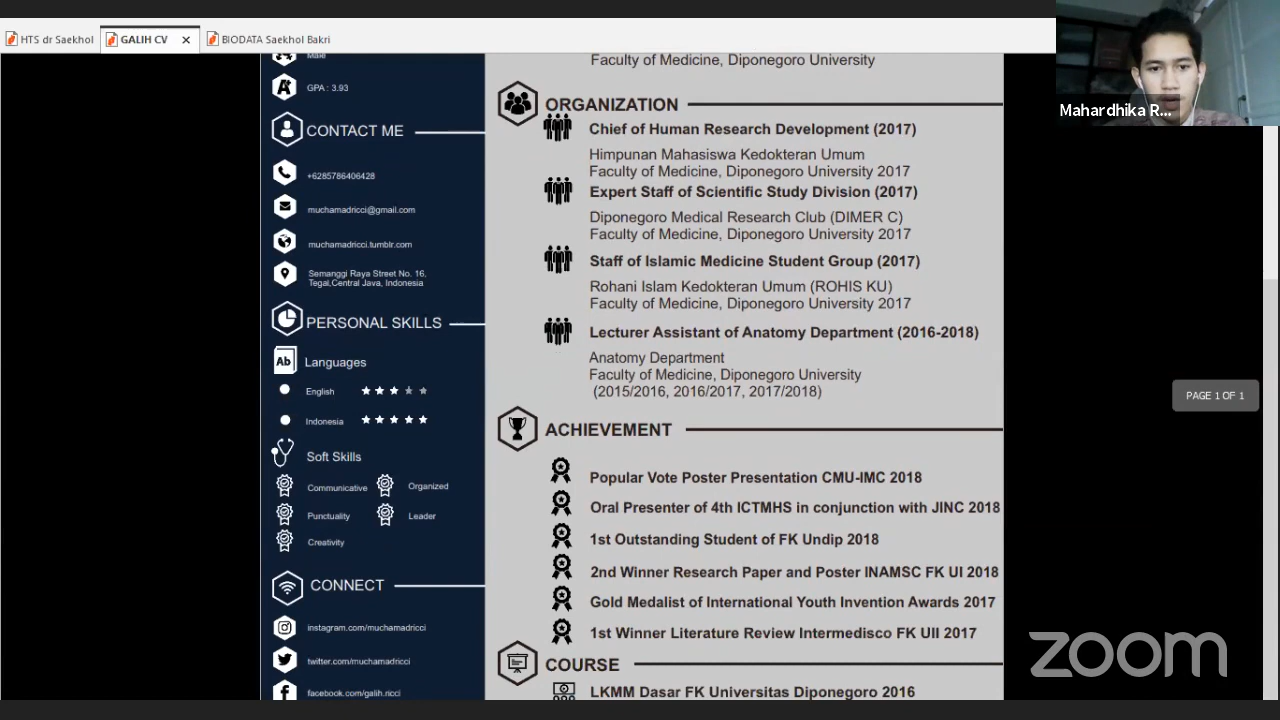 HTS dr Saekhol
GALIH CV
BIODATA Saekhol Bakri
Mahardhika R...
Male
GPA : 3.93
CONTACT ME
+6285786406428
muchamadricci@gmail.com
muchamadricci.tumblr.com
Semanggi Raya Street No. 16,
Tegal,Central Java, Indonesia
PERSONAL SKILLS
Ab
Languages
English
Indonesia
Soft Skills
Communicative
Organized
Punctuality
Leader
Creativity
CONNECT
instagram.com/muchamadricci
twitter.com/muchamadricci
facebook.com/galih.ricci
Faculty of Medicine, Diponegoro University
ORGANIZATION
Chief of Human Research Development (2017)
Himpunan Mahasiswa Kedokteran Umum
Faculty of Medicine, Diponegoro University 2017
Expert Staff of Scientific Study Division (2017)
Diponegoro Medical Research Club (DIMER C)
Faculty of Medicine, Diponegoro University 2017
Staff of Islamic Medicine Student Group (2017)
Rohani Islam Kedokteran Umum (ROHIS KU)
Faculty of Medicine, Diponegoro University 2017
Lecturer Assistant of Anatomy Department (2016-2018)
Anatomy Department
Faculty of Medicine, Diponegoro University
(2015/2016, 2016/2017, 2017/2018)
ACHIEVEMENT
Popular Vote Poster Presentation CMU-IMC 2018
Oral Presenter of 4th ICTMHS in conjunction with JINC 2018
1st Outstanding Student of FK Undip 2018
2nd Winner Research Paper and Poster INAMSC FK UI 2018
Gold Medalist of International Youth Invention Awards 2017
1st Winner Literature Review Intermedisco FK UII 2017
COURSE
LKMM Dasar FK Universitas Diponegoro 2016
PAGE 1 OF 1
zoom